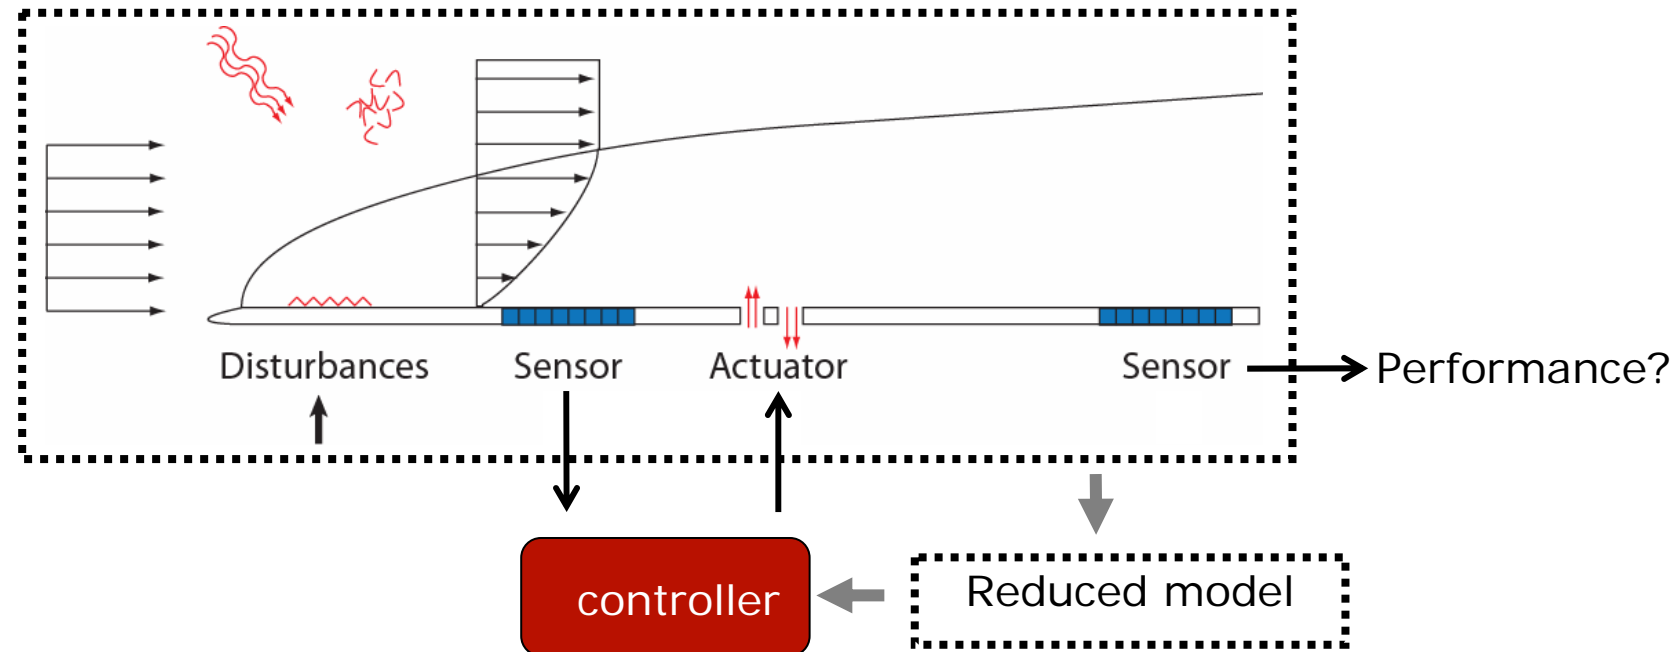 Disturbances
Sensor
Actuator
Sensor
Performance?
controller
Reduced model